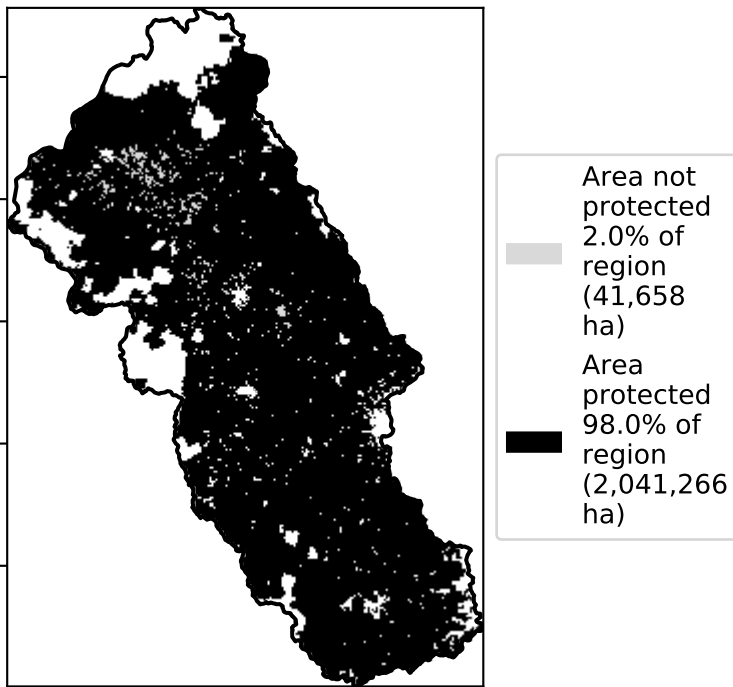 Area not
protected
2.0% of
region
(41,658
ha)
Area
protected
98.0% of
region
(2,041,266
ha)